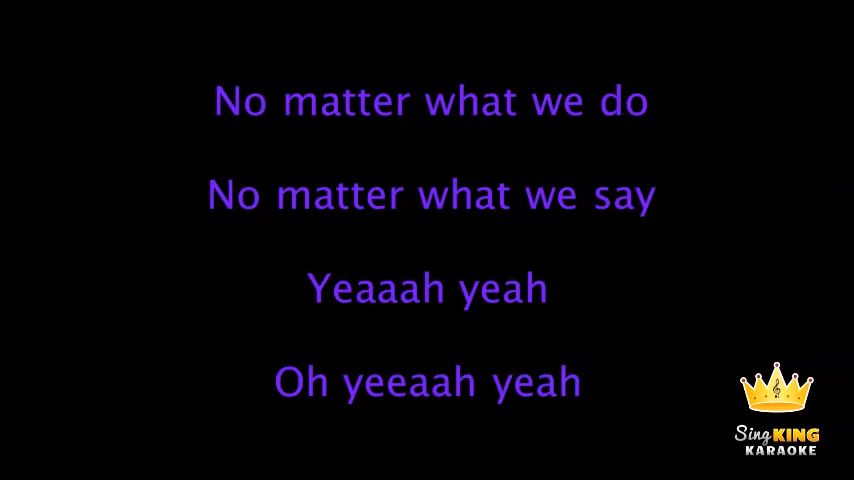 No matter what we do
No matter what we say
Yeaaah yeah
Oh yeeaah yeah
Sing KING
KARAOKE